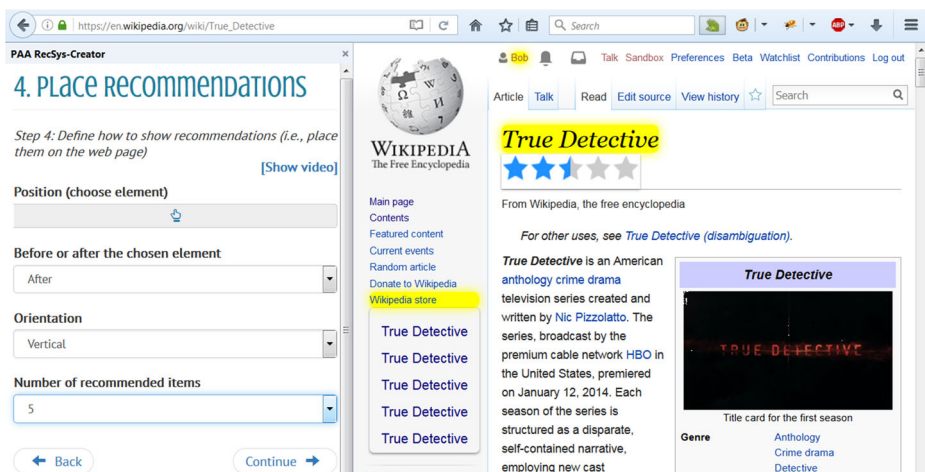 https://en.wikipedia.org/wiki/True_Detective
Search
ABP
PAA RecSys-Creator
×
4. Place Recommendations
Step 4: Define how to show recommendations (i.e., place
them on the web page)
[Show video]
Position (choose element)
Before or after the chosen element
After
Orientation
Vertical
Number of recommended items
5
Back
Continue
WIKIPEDIA
The Free Encyclopedia
Main page
Contents
Featured content
Current events
Random article
Donate to Wikipedia
Wikipedia store
True Detective
True Detective
True Detective
True Detective
True Detective
Bob
Talk Sandbox Preferences Beta Watchlist Contributions Log out
Article Talk Read Edit source View history
Search
True Detective
From Wikipedia, the free encyclopedia
For other uses, see True Detective (disambiguation).
True Detective is an American
anthology crime drama
television series created and
written by Nic Pizzolatto. The
series, broadcast by the
premium cable network HBO in
the United States, premiered
on January 12, 2014. Each
season of the series is
structured as a disparate,
self-contained narrative,
employing new cast
True Detective
TRUE DETECTIVE
Title card for the first season
Genre Anthology
Crime drama
Detective